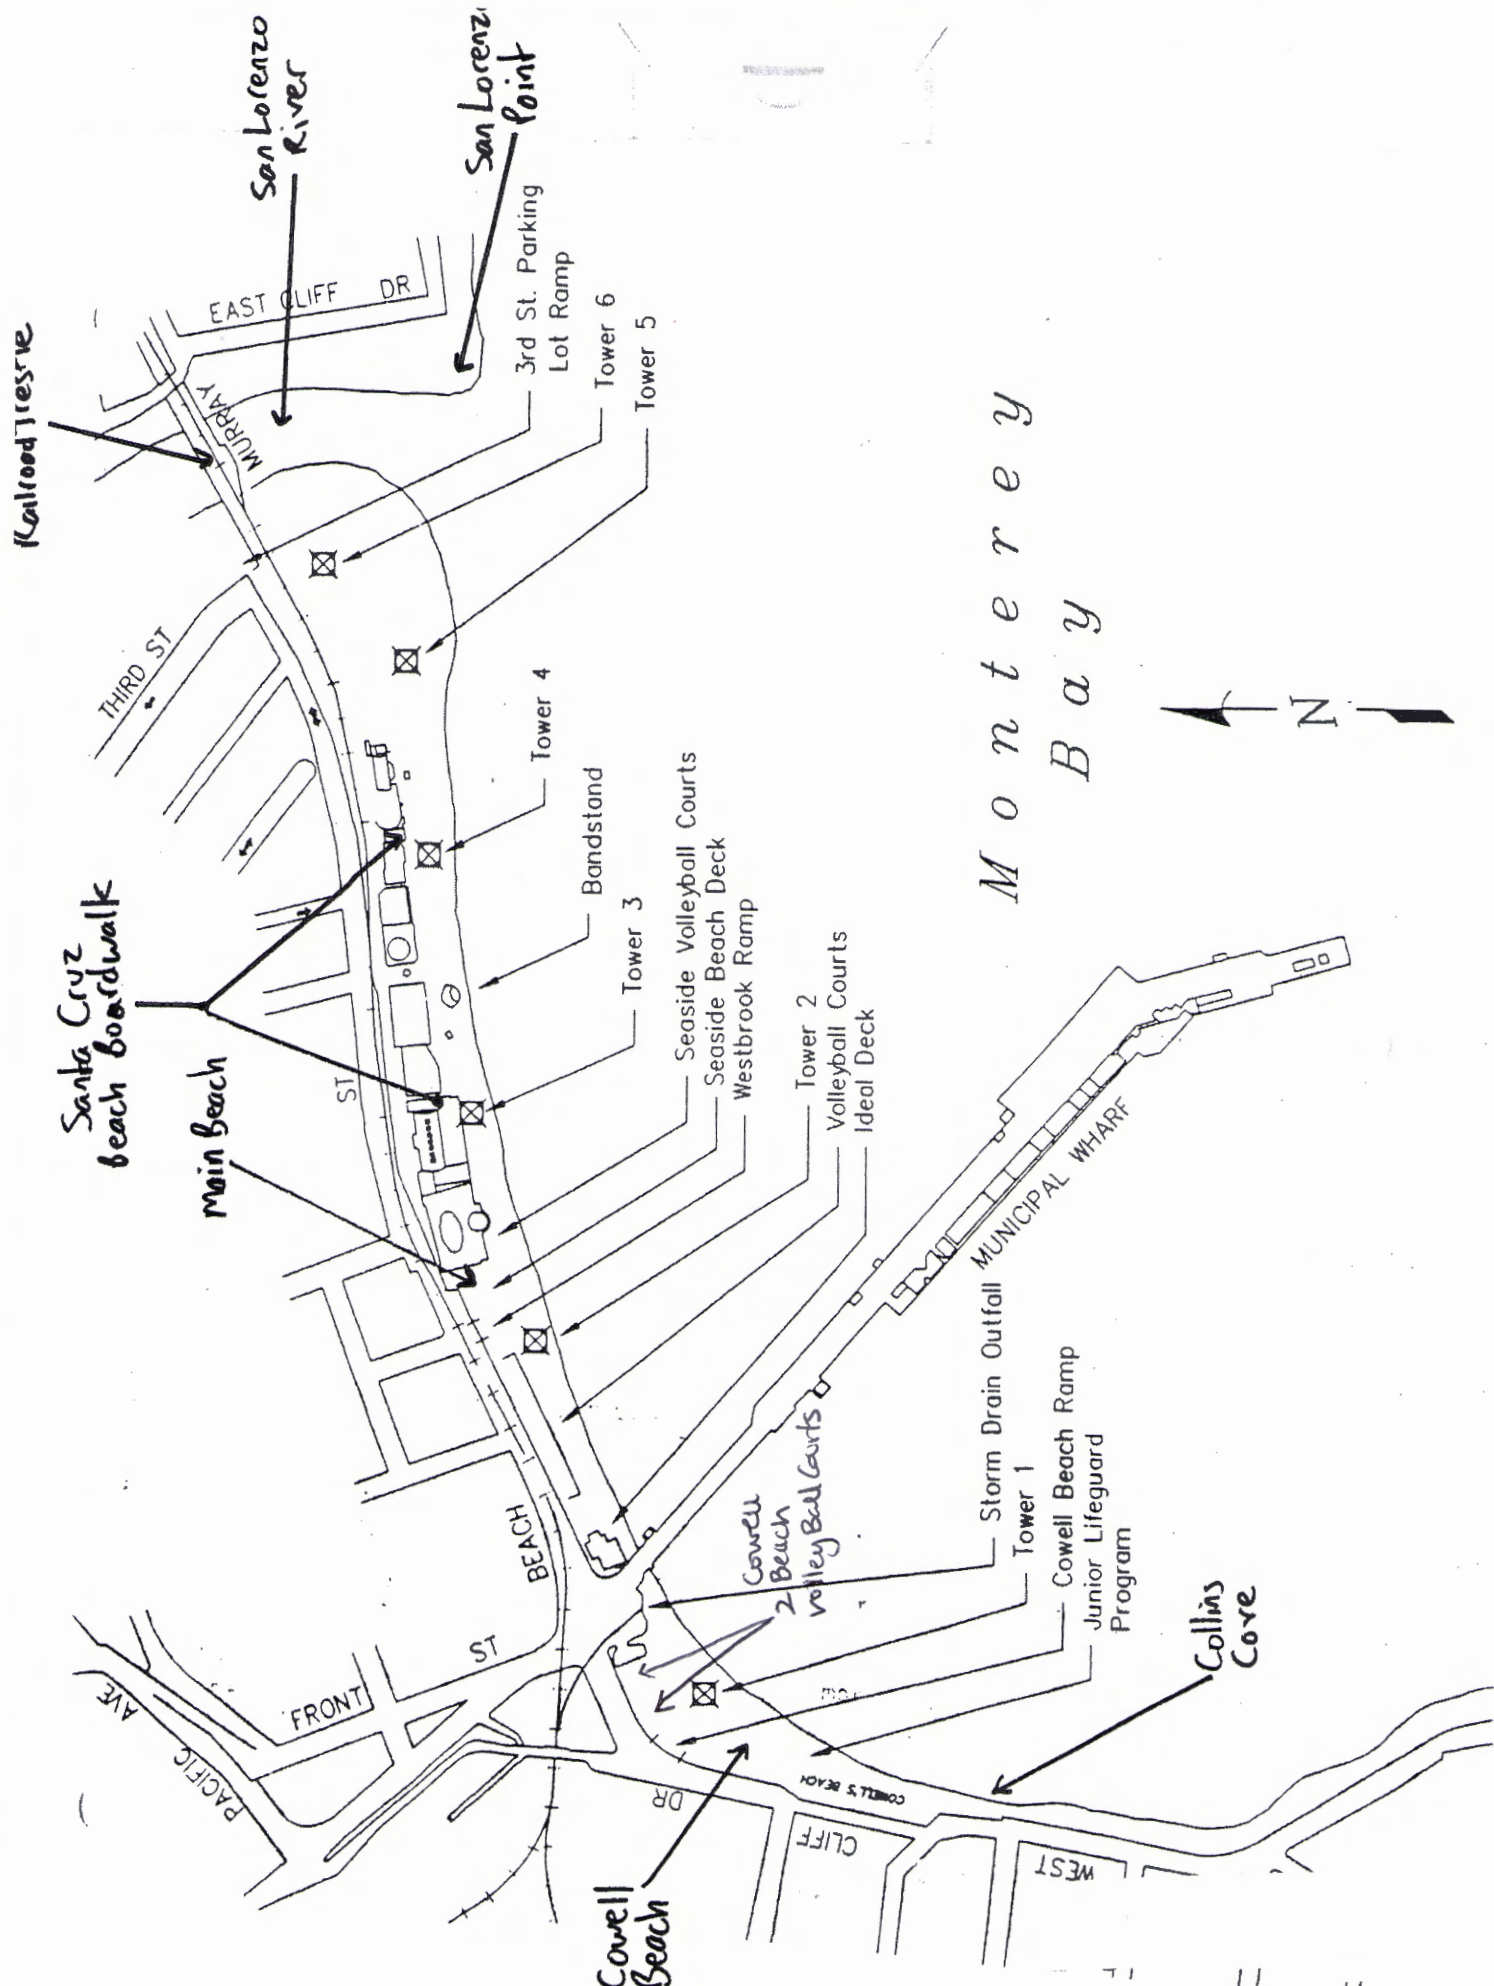 San Lorenzo
River
San Lorenz
Point
Railroad Tresrie
EAST CLIFF DR
MURRAY
3rd St. Parking
Lot Ramp
Tower 6
Tower 5
THIRD ST
Tower 4
Santa Cruz
Beach Boardwalk
Bandstand
Tower 3
Main Beach
ST
Seaside Volleyball Courts
Seaside Beach Deck
Westbrook Ramp
Tower 2
Volleyball Courts
Ideal Deck
Monterey
Bay
N
MUNICIPAL WHARF
BEACH
Cowell
2 Beach
Volley Ball Courts
Storm Drain Outfall
Tower 1
Cowell Beach Ramp
Junior Lifeguard
Program
Collins
Cove
PACIFIC AVE
FRONT ST
COWELL'S BEACH
WEST CLIFF DR
Cowell
Beach